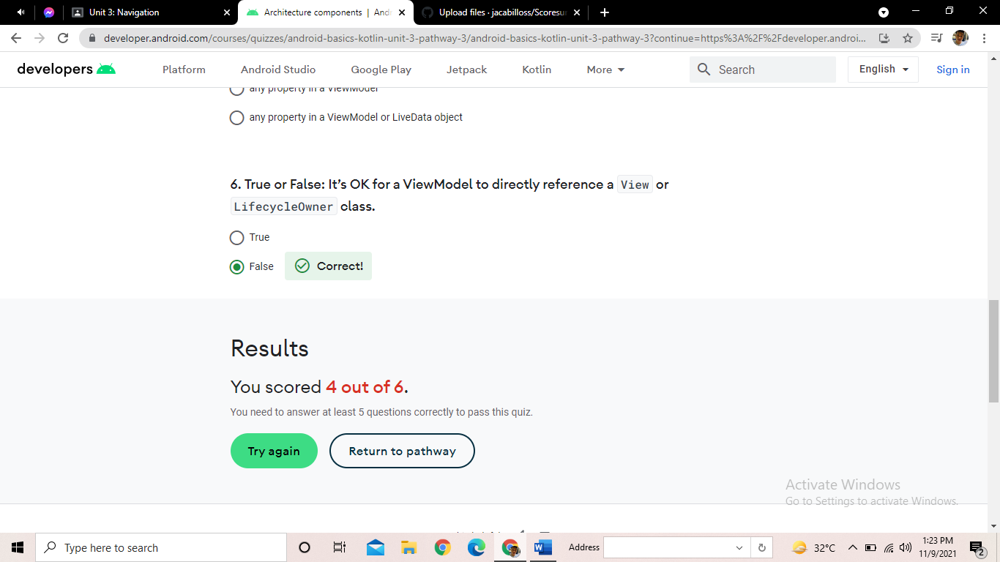 Unit 3: Navigation
Architecture components | Andr
Upload files · jacabilloss/Scoresu
developer.android.com/courses/quizzes/android-basics-kotlin-unit-3-pathway-3/android-basics-kotlin-unit-3-pathway-3?continue=https%3A%2F%2Fdeveloper.androi...
developers
Platform
Android Studio
Google Play
Jetpack
Kotlin
More
Search
English
Sign in
any property in a ViewModel
any property in a ViewModel or LiveData object
6. True or False: It's OK for a ViewModel to directly reference a View or
LifecycleOwner class.
True
False
Correct!
Results
You scored 4 out of 6.
You need to answer at least 5 questions correctly to pass this quiz.
Try again
Return to pathway
Activate Windows
Go to Settings to activate Windows.
Type here to search
Address
32°C
1:23 PM
11/9/2021
2